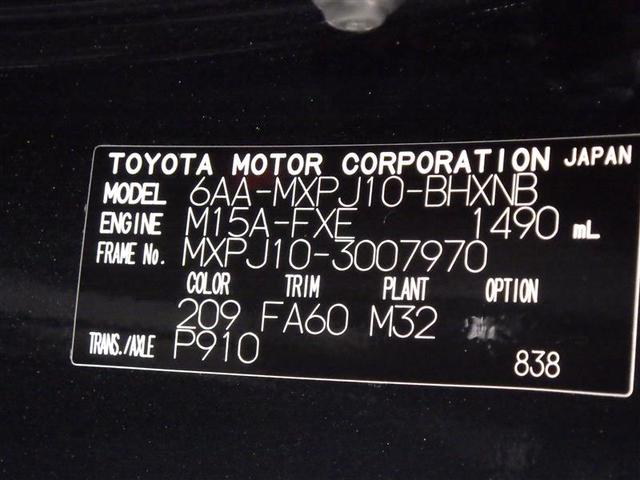 TOYOTA MOTOR CORPORATION JAPAN
MODEL 6AA-MXPJ10-BHXNB
ENGINE M15A-FXE 1490 mL
FRAME No. MXPJ10-3007970
COLOR TRIM PLANT OPTION
209 FA60 M32
TRANS./AXLE P910
838